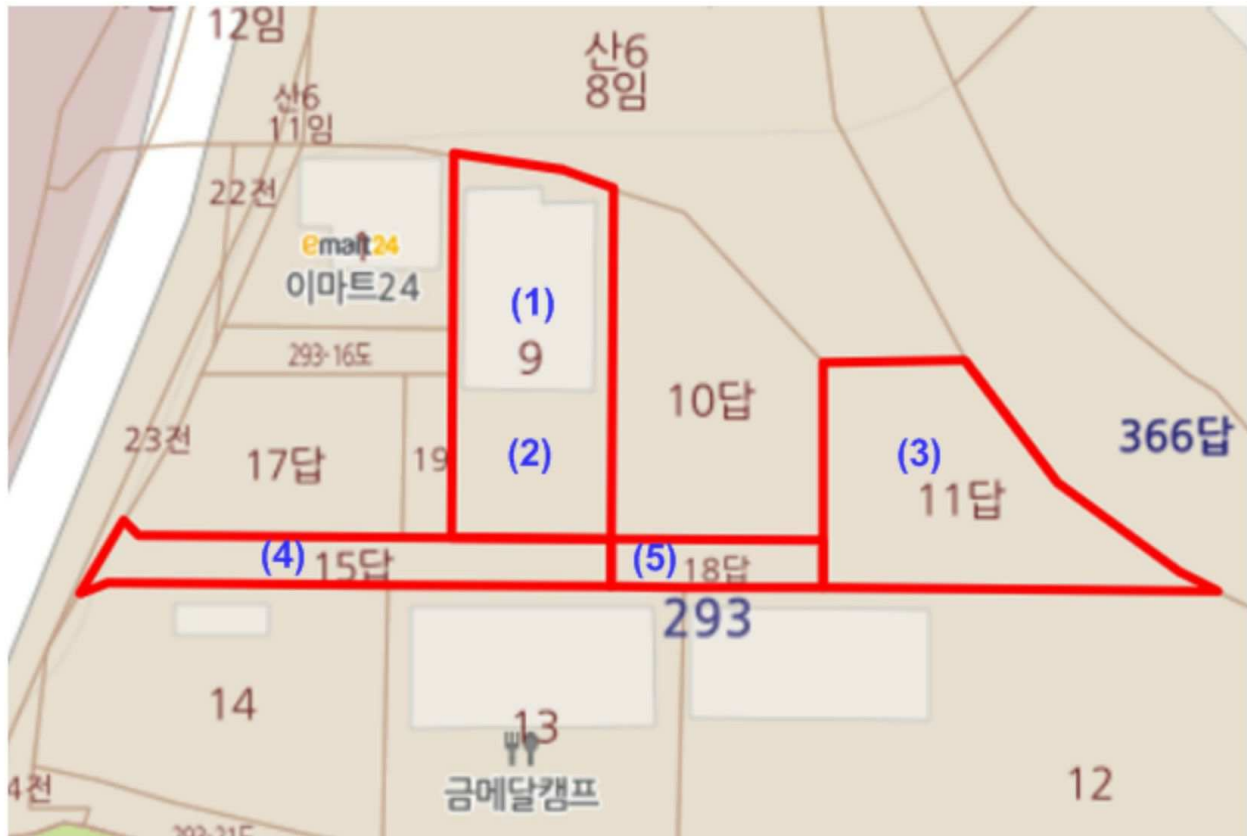 12임
산6
8임
산6
11임
22전
emart24
이마트24
(1)
9
293-16도
10답
23전
17답
19
(2)
(3)
11답
366답
(4)
15답
(5)
18답
293
14
13
금메달캠프
12
4전